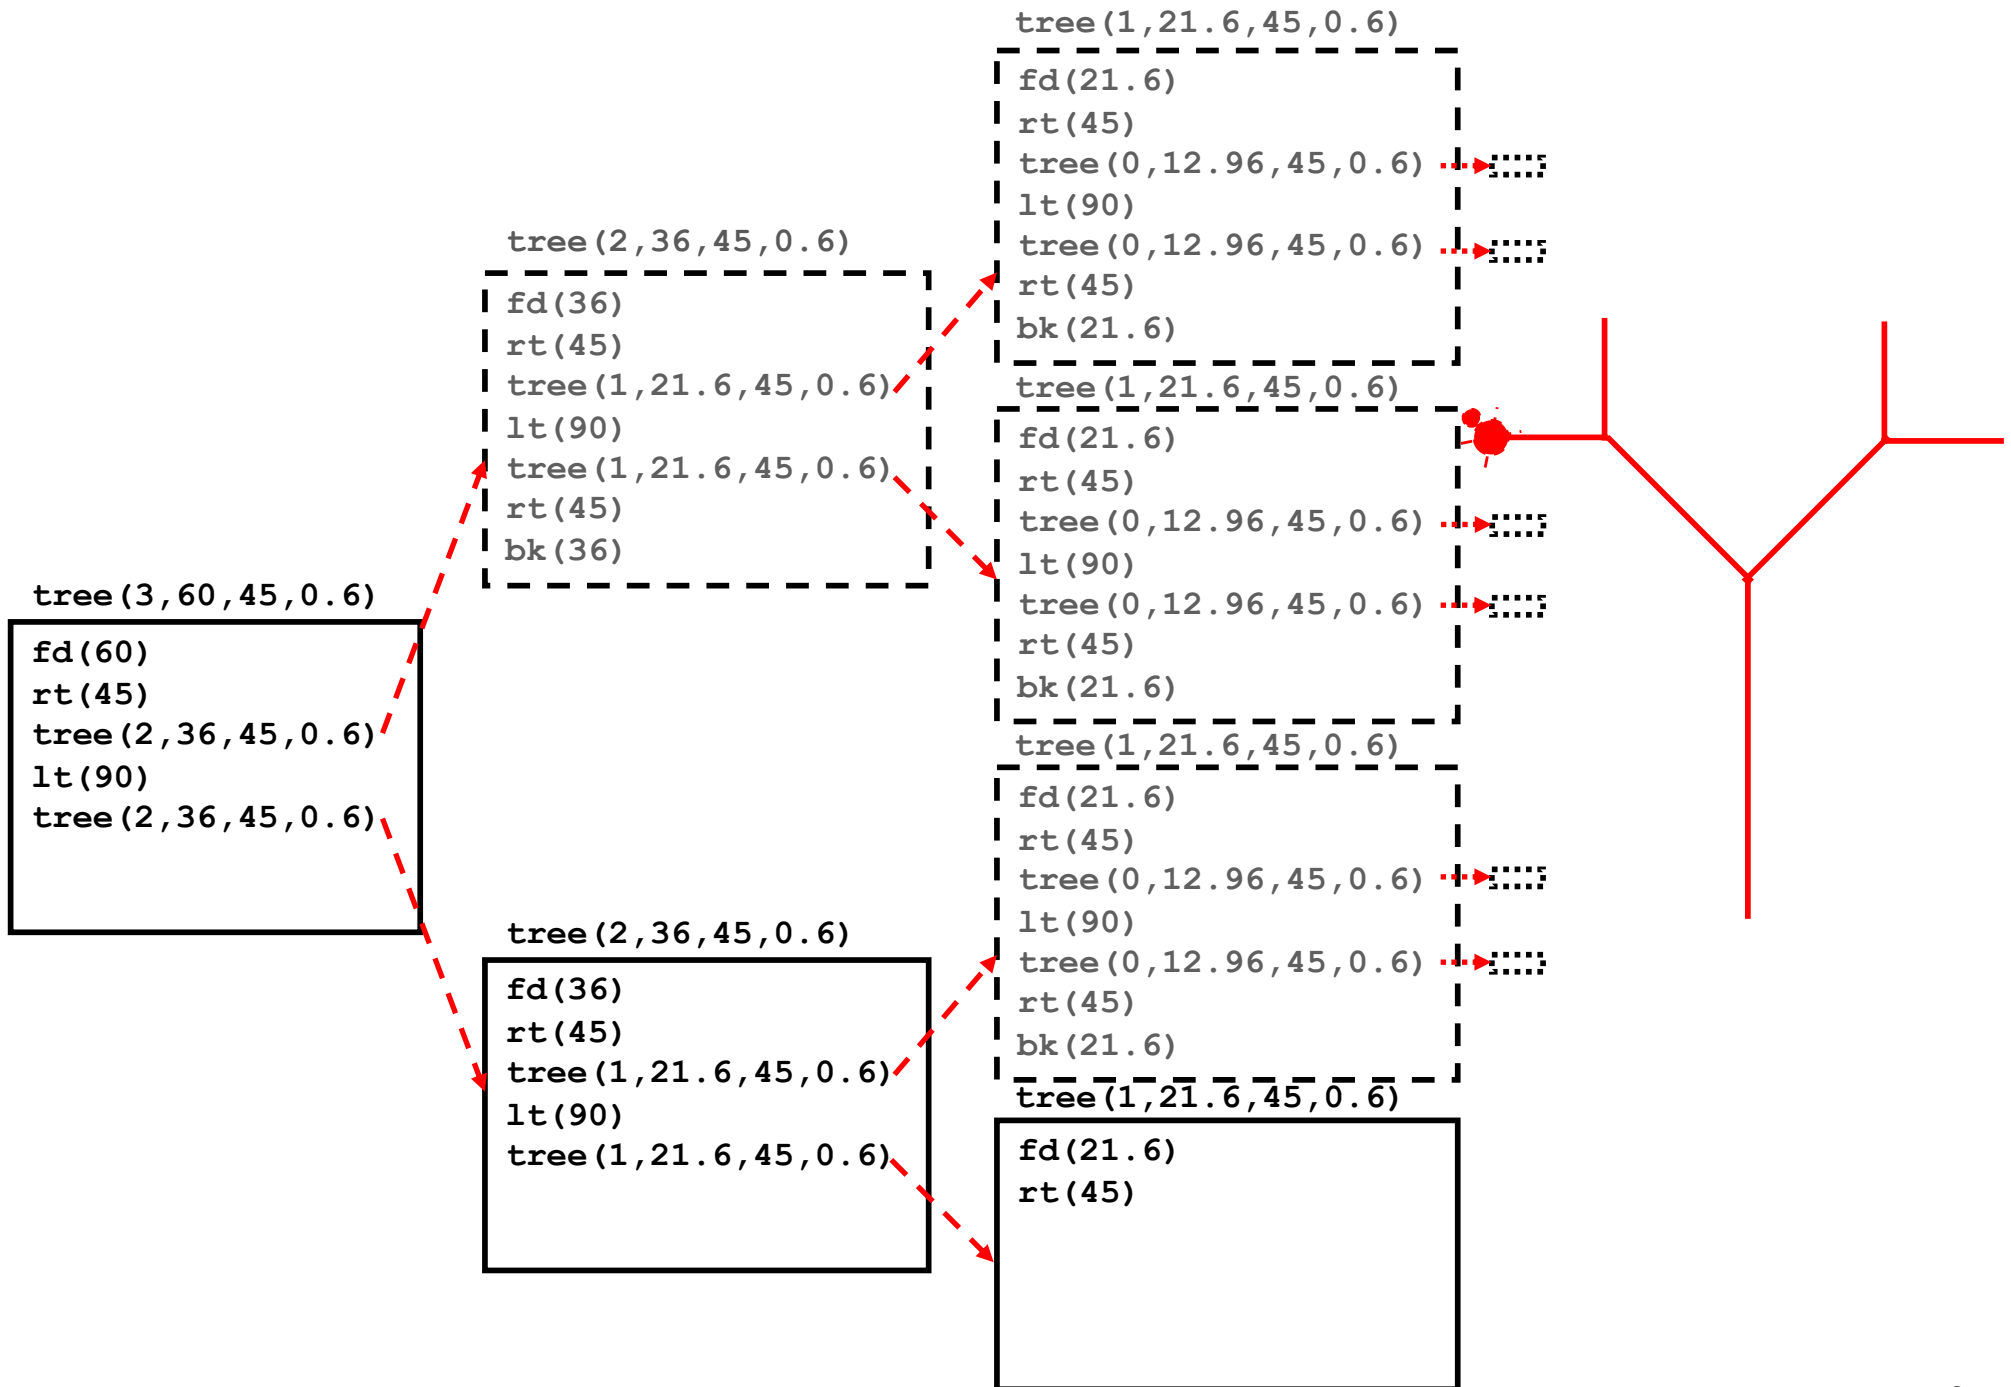 tree(3,60,45,0.6)
fd(60)
rt(45)
tree(2,36,45,0.6)
lt(90)
tree(2,36,45,0.6)
tree(2,36,45,0.6)
fd(36)
rt(45)
tree(1,21.6,45,0.6)
lt(90)
tree(1,21.6,45,0.6)
rt(45)
bk(36)
tree(2,36,45,0.6)
fd(36)
rt(45)
tree(1,21.6,45,0.6)
lt(90)
tree(1,21.6,45,0.6)
tree(1,21.6,45,0.6)
fd(21.6)
rt(45)
tree(0,12.96,45,0.6)
lt(90)
tree(0,12.96,45,0.6)
rt(45)
bk(21.6)
tree(1,21.6,45,0.6)
fd(21.6)
rt(45)
tree(0,12.96,45,0.6)
lt(90)
tree(0,12.96,45,0.6)
rt(45)
bk(21.6)
tree(1,21.6,45,0.6)
fd(21.6)
rt(45)
tree(0,12.96,45,0.6)
lt(90)
tree(0,12.96,45,0.6)
rt(45)
bk(21.6)
tree(1,21.6,45,0.6)
fd(21.6)
rt(45)